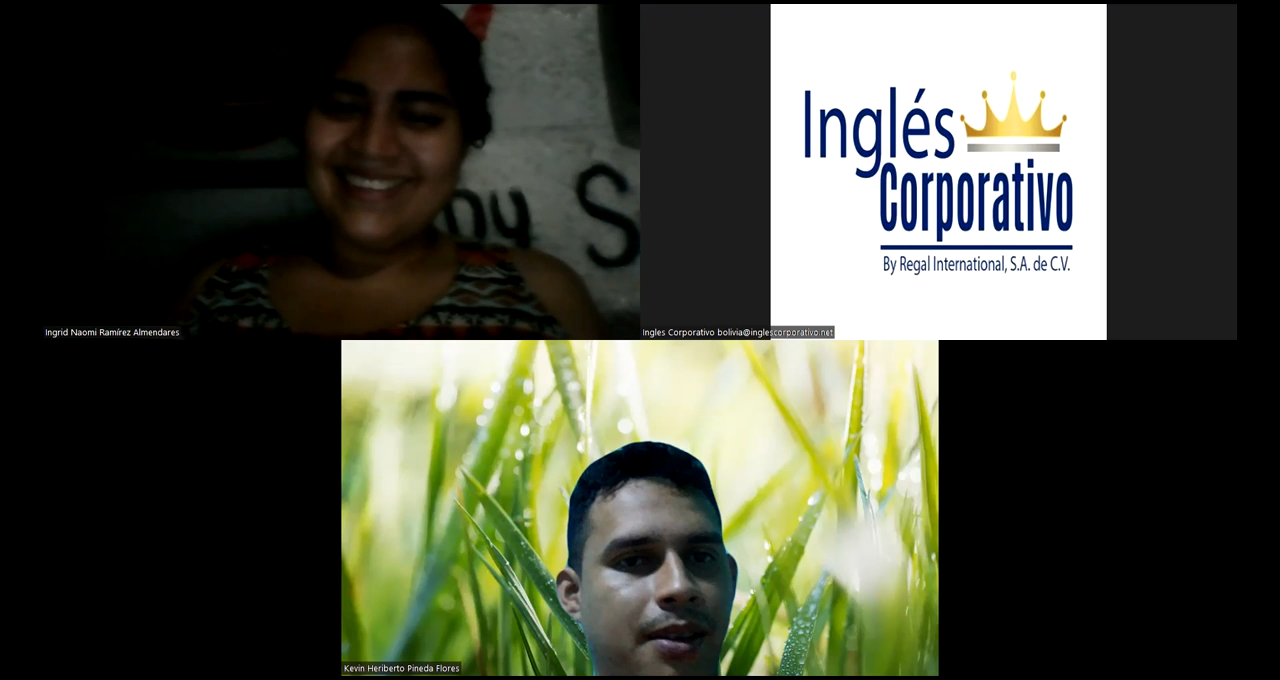 ny S
Inglés
Corporativo
By Regal International, S.A. de C.V.
Ingrid Naomi Ramírez Almendares
Ingles Corporativo bolivia@inglescorporativo.net
Kevin Heriberto Pineda Flores